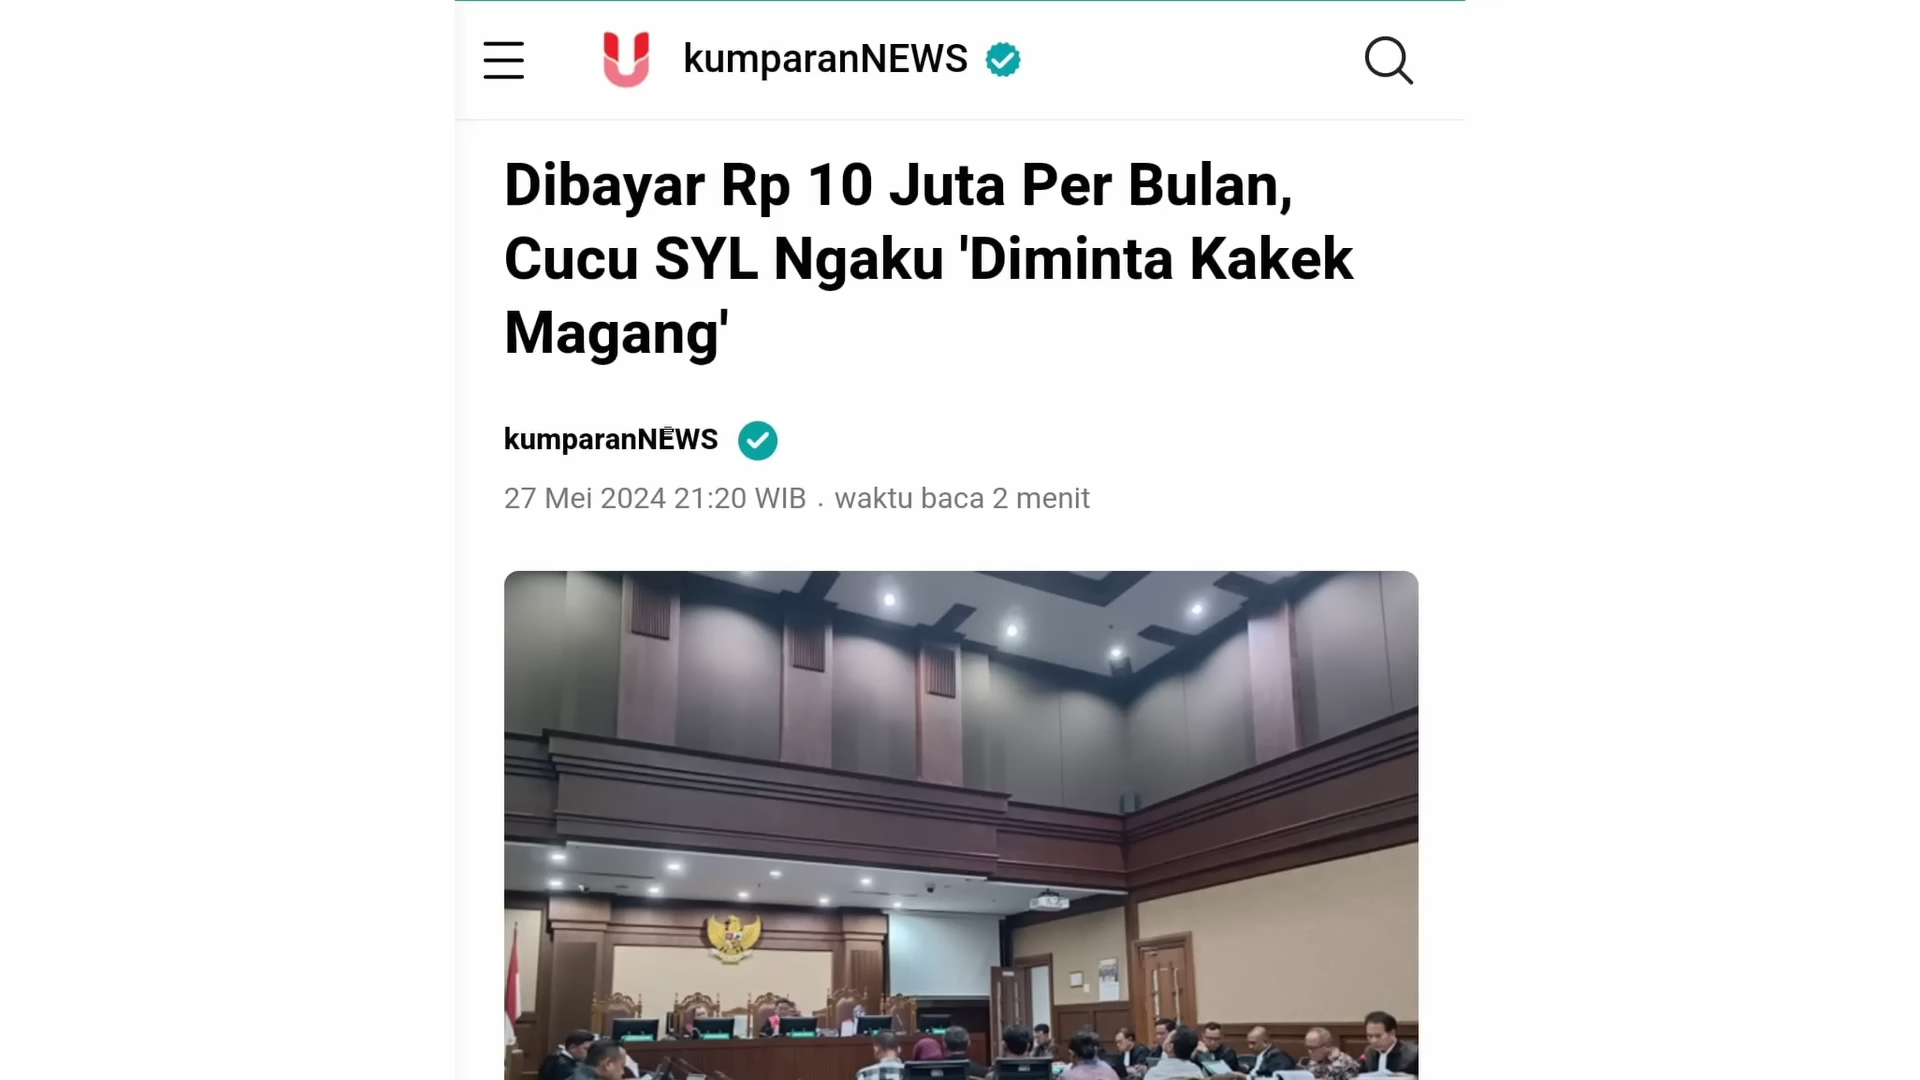 kumparanNEWS
Dibayar Rp 10 Juta Per Bulan,
Cucu SYL Ngaku 'Diminta Kakek
Magang'
kumparanNEWS
27 Mei 2024 21:20 WIB . waktu baca 2 menit